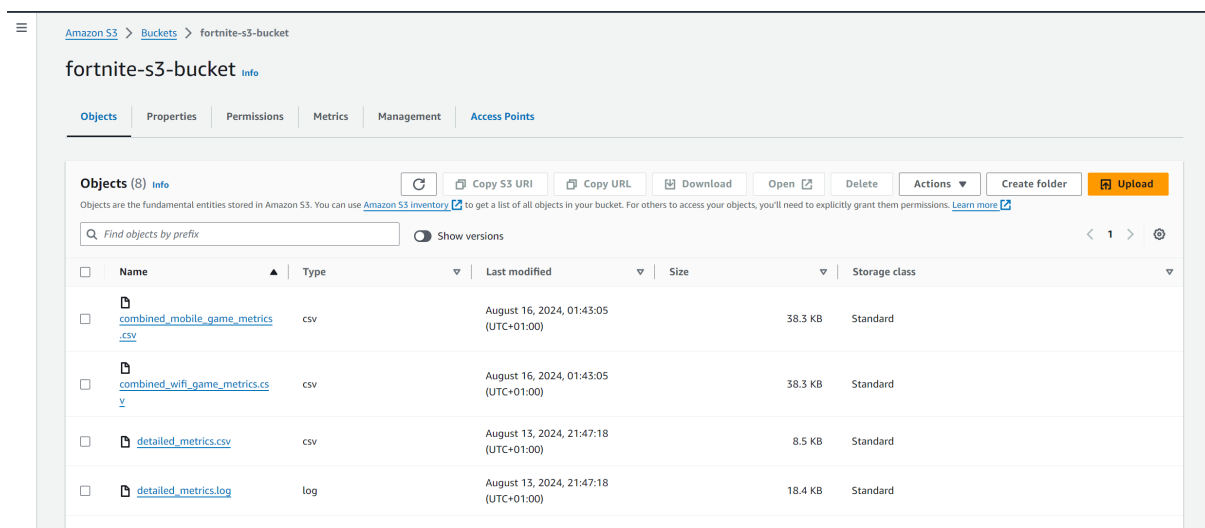 Amazon S3 > Buckets > fortnite-s3-bucket
fortnite-s3-bucket Info
Objects Properties Permissions Metrics Management Access Points
Objects (8) Info Copy S3 URI Copy URL Download Open Delete Actions Create folder Upload
Objects are the fundamental entities stored in Amazon S3. You can use Amazon S3 inventory to get a list of all objects in your bucket. For others to access your objects, you'll need to explicitly grant them permissions. Learn more
Find objects by prefix Show versions 1
Name Type Last modified Size Storage class
combined_mobile_game_metrics
.csv
csv
August 16, 2024, 01:43:05
(UTC+01:00)
38.3 KB
Standard
combined_wifi_game_metrics.cs
v
csv
August 16, 2024, 01:43:05
(UTC+01:00)
38.3 KB
Standard
detailed_metrics.csv
csv
August 13, 2024, 21:47:18
(UTC+01:00)
8.5 KB
Standard
detailed_metrics.log
log
August 13, 2024, 21:47:18
(UTC+01:00)
18.4 KB
Standard